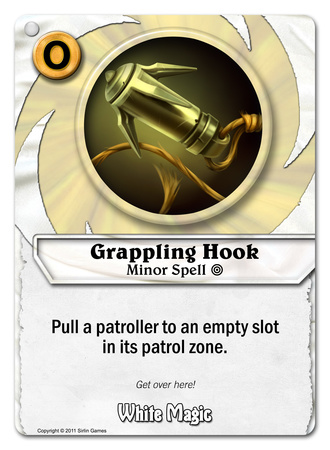 0
Grappling Hook
Minor Spell ◎
Pull a patroller to an empty slot
in its patrol zone.
Get over here!
White Magic
Copyright © 2011 Sirlin Games